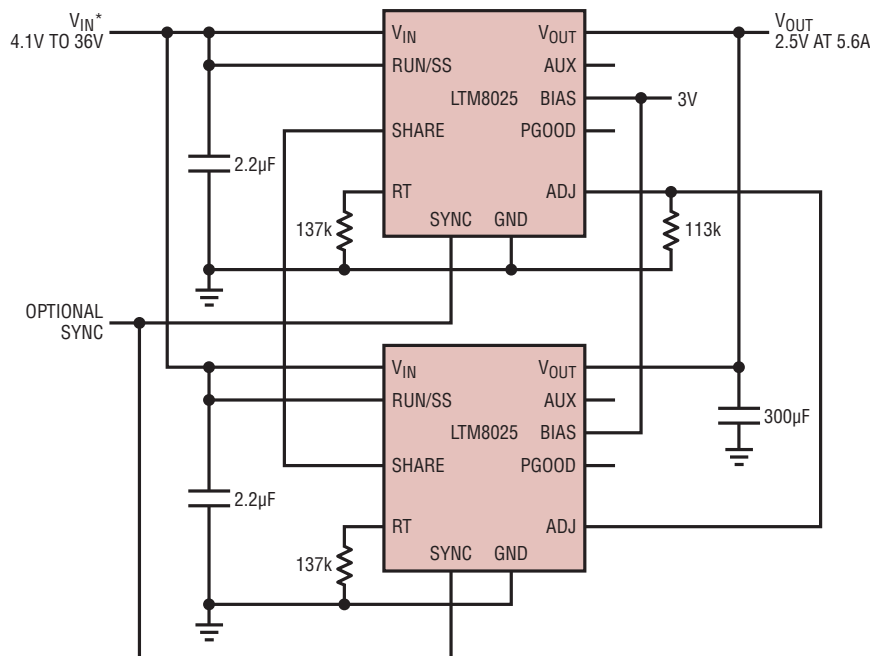 VIN*
4.1V TO 36V
VIN
RUN/SS
SHARE
RT
SYNC
GND
LTM8025
VOUT
AUX
BIAS
PGOOD
ADJ
VOUT
2.5V AT 5.6A
3V
2.2µF
137k
113k
OPTIONAL
SYNC
VIN
RUN/SS
SHARE
RT
SYNC
GND
LTM8025
VOUT
AUX
BIAS
PGOOD
ADJ
300µF
2.2µF
137k